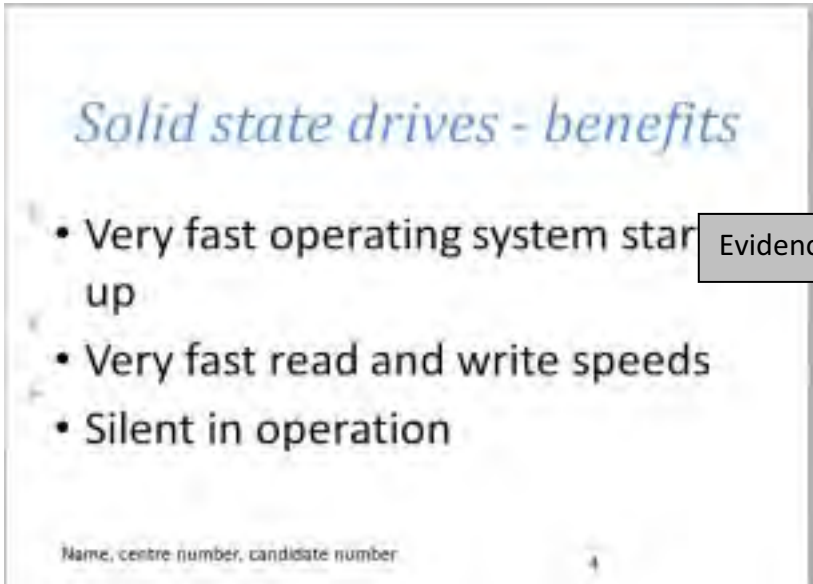 Solid state drives - benefits
• Very fast operating system star
up
Evidenc
• Very fast read and write speeds
• Silent in operation
Name, centre number, candidate number
4